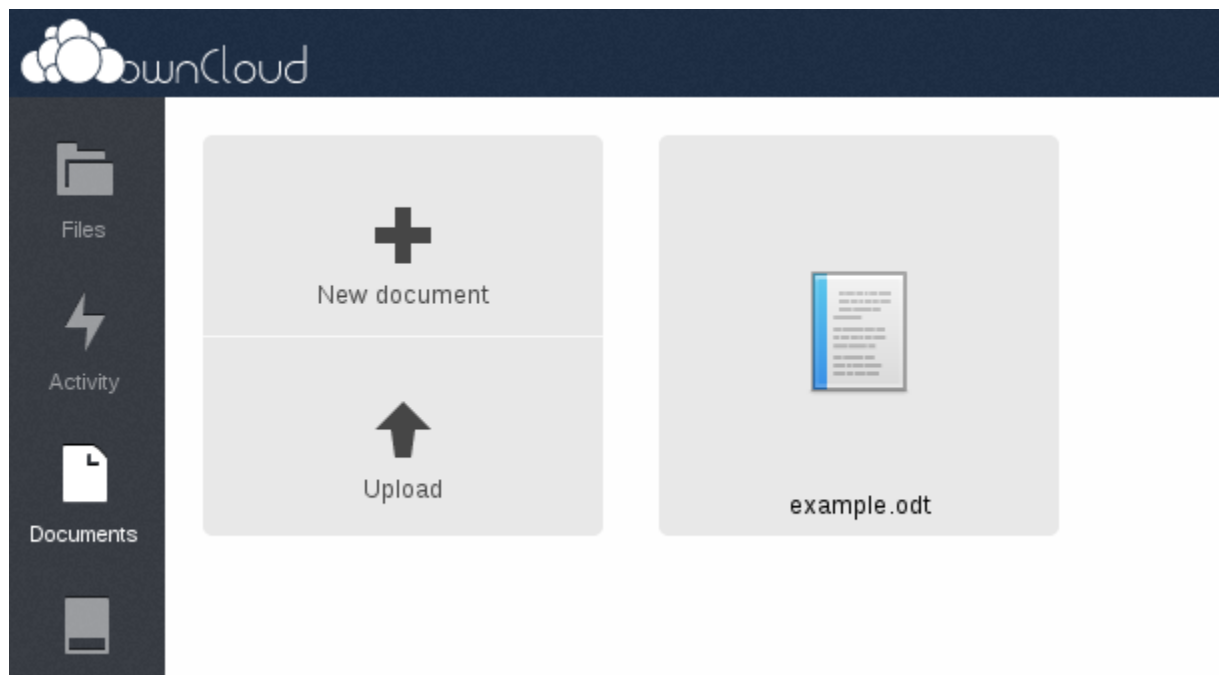 ownCloud
Files
Activity
Documents
New document
Upload
example.odt